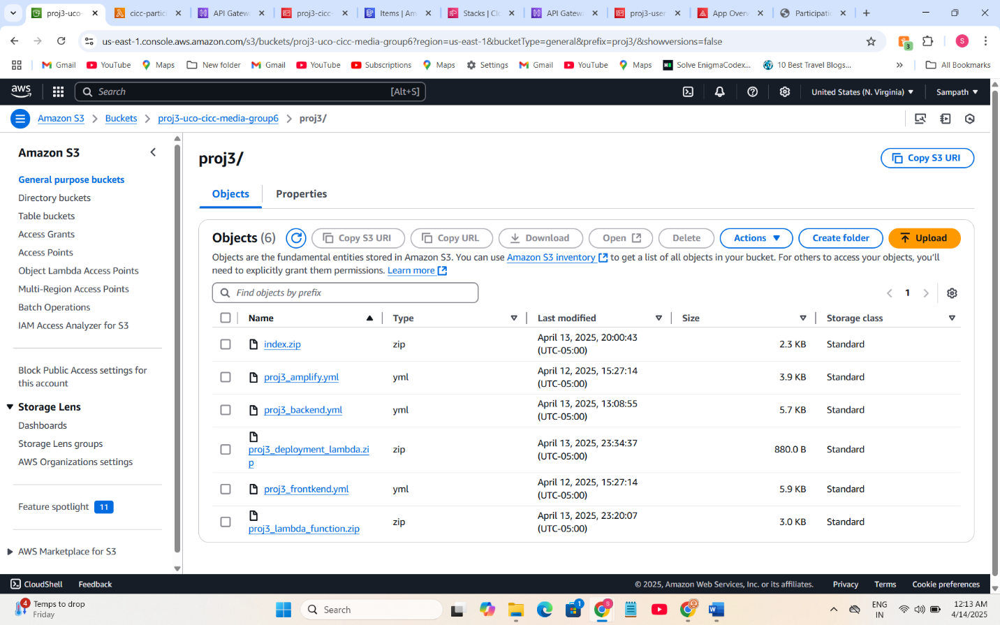 proj3-uco-
cicc-partici
API Gatewa
proj3-cicc-
Items | Am
Stacks | Clo
API Gatewa
proj3-user
App Overv
Participatio
us-east-1.console.aws.amazon.com/s3/buckets/proj3-uco-cicc-media-group6?region=us-east-1&bucketType=general&prefix=proj3/&showversions=false
3
S
Gmail
YouTube
Maps
New folder
Gmail
YouTube
Subscriptions
Maps
Settings
Gmail
YouTube
Maps
Solve EnigmaCodex...
10 Best Travel Blogs...
All Bookmarks
aws
Search
[Alt+S]
United States (N. Virginia)
Sampath
Amazon S3
Buckets
proj3-uco-cicc-media-group6
proj3/
Amazon S3
General purpose buckets
Directory buckets
Table buckets
Access Grants
Access Points
Object Lambda Access Points
Multi-Region Access Points
Batch Operations
IAM Access Analyzer for S3
Block Public Access settings for
this account
Storage Lens
Dashboards
Storage Lens groups
AWS Organizations settings
Feature spotlight 11
AWS Marketplace for S3
proj3/
Copy S3 URI
Objects
Properties
Objects (6)
Copy S3 URI
Copy URL
Download
Open
Delete
Actions
Create folder
Upload
Objects are the fundamental entities stored in Amazon S3. You can use Amazon S3 inventory to get a list of all objects in your bucket. For others to access your objects, you'll
need to explicitly grant them permissions. Learn more
Find objects by prefix
1
Name Type Last modified Size Storage class
index.zip zip April 13, 2025, 20:00:43 (UTC-05:00) 2.3 KB Standard
proj3_amplify.yml yml April 12, 2025, 15:27:14 (UTC-05:00) 3.9 KB Standard
proj3_backend.yml yml April 13, 2025, 13:08:55 (UTC-05:00) 5.7 KB Standard
proj3_deployment_lambda.zip zip April 13, 2025, 23:34:37 (UTC-05:00) 880.0 B Standard
proj3_frontkend.yml yml April 12, 2025, 15:27:14 (UTC-05:00) 5.9 KB Standard
proj3_lambda_function.zip zip April 13, 2025, 23:20:07 (UTC-05:00) 3.0 KB Standard
CloudShell
Feedback
© 2025, Amazon Web Services, Inc. or its affiliates.
Privacy
Terms
Cookie preferences
4
Temps to drop
Friday
Search
1
S
ENG
IN
12:13 AM
4/14/2025